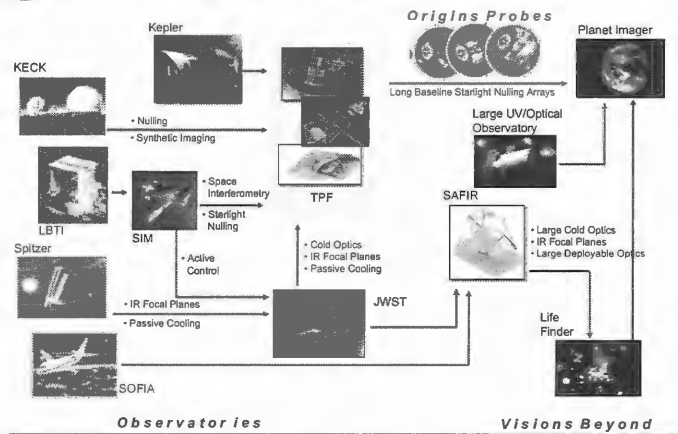 Origins Probes
Kepler
Planet Imager
KECK
Long Baseline Starlight Nulling Arrays
• Nulling
• Synthetic Imaging
Large UV/Optical
Observatory
• Space
Interferometry
• Starlight
Nulling
TPF
SAFIR
LBTI
SIM
• Large Cold Optics
• IR Focal Planes
• Large Deployable Optics
• Cold Optics
• IR Focal Planes
• Passive Cooling
Spitzer
• Active
Control
JWST
• IR Focal Planes
• Passive Cooling
Life
Finder
SOFIA
Observatories
Visions Beyond